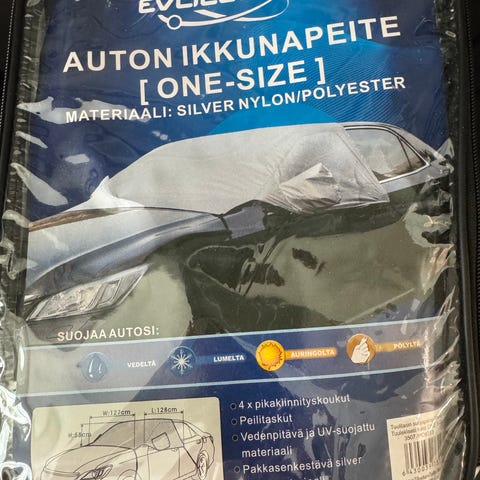 AUTON IKKUNAPEITE
[ ONE-SIZE ]
MATERIAALI: SILVER NYLON/POLYESTER
SUOJAA AUTOSI:
VEDELTÄ
LUMELTA
AURINGOLTA
PÖLYLTÄ
W:127cm
L:128cm
4 x pikakiinnityskoukut
Peilitaskut
Vedenpitävä ja UV-suojattu
materiaali
Pakkasenkestävä silver